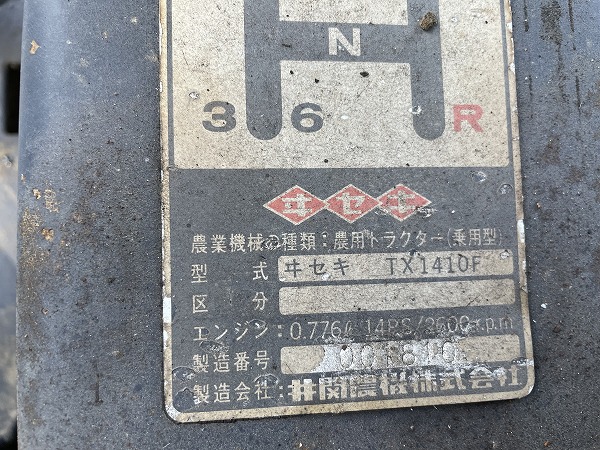 N
3 6 R
ヰセキ
農業機械の種類：農用トラクター(乗用型)
型 式 ヰセキ TX1410F
区 分
エンジン：0.776ℓ 14PS/2600r.p.m
製造番号
製造会社：井関農機株式会社